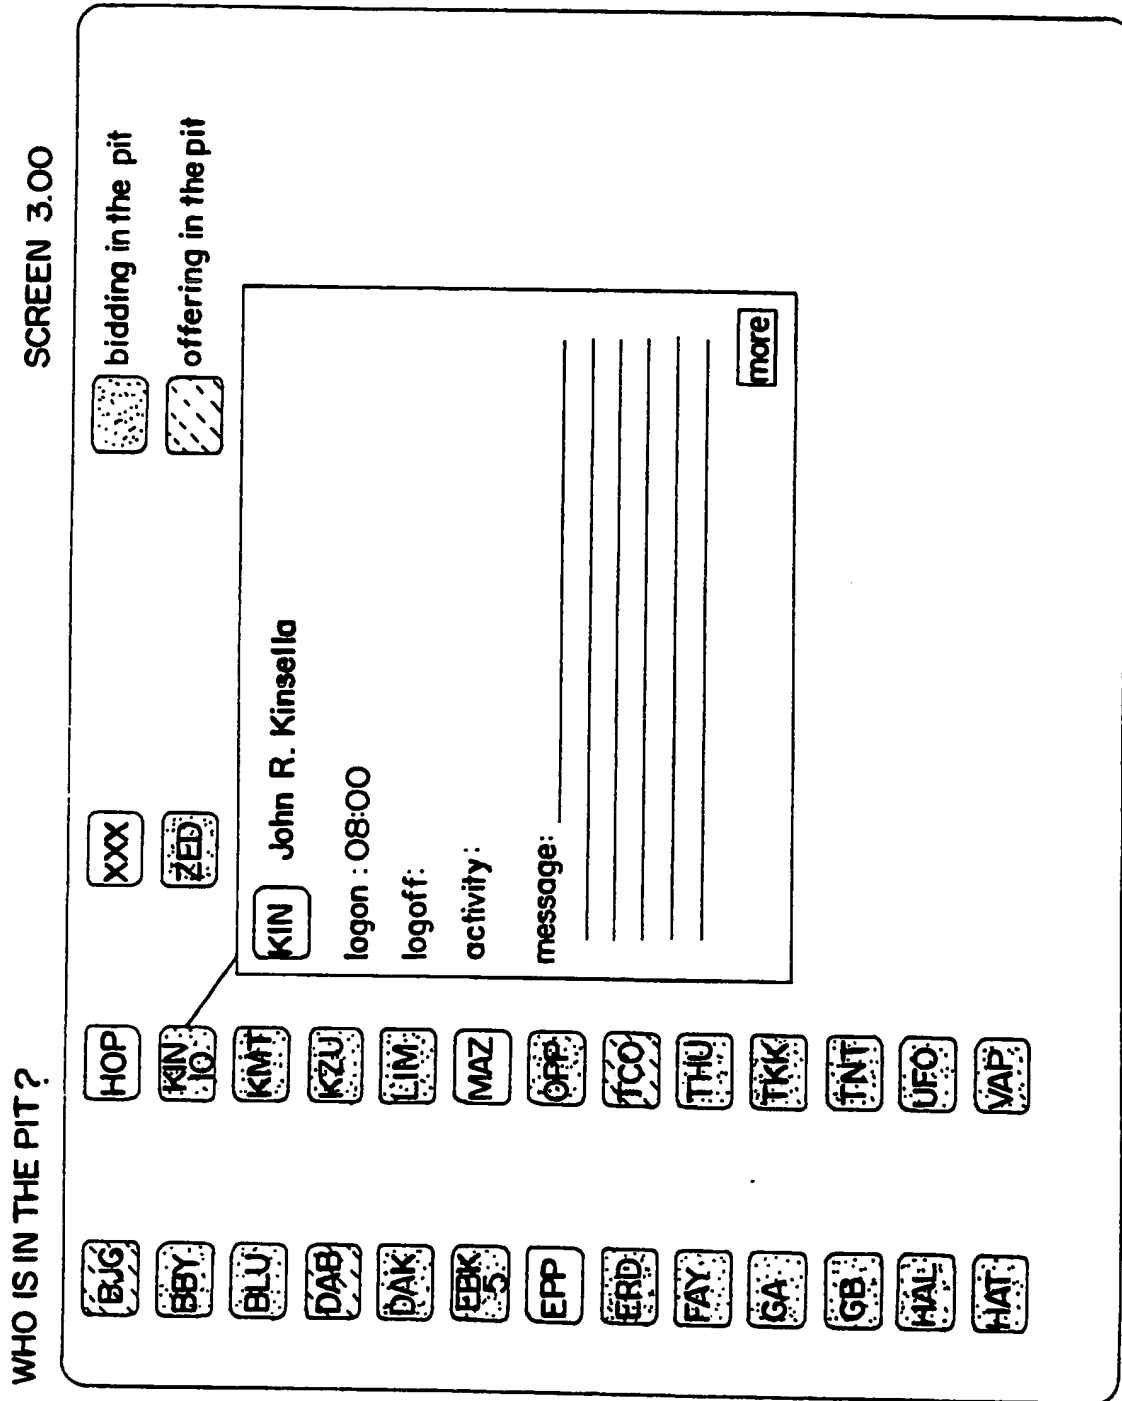 WHO IS IN THE PIT?
SCREEN 3.00
BJG
BBY
BLU
DAB
DAK
EBK
5
EPP
ERD
FAY
GA
GB
HAL
HAT
HOP
KIN
10
KMT
KZU
LIM
MAZ
OPP
TCO
THU
TKK
TNT
UFO
VAP
XXX
ZED
bidding in the pit
offering in the pit
KIN John R. Kinsella
logon: 08:00
logoff:
activity:
message:
more